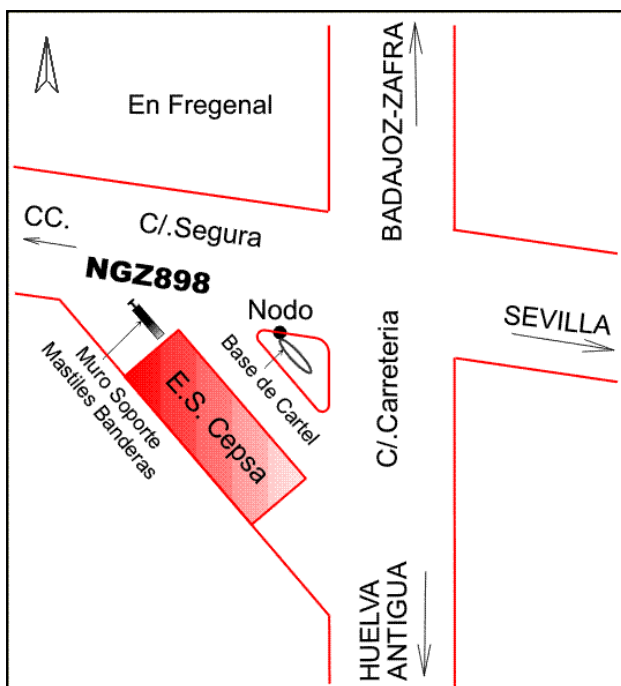 En Fregenal
BADAJOZ-ZAFRA
CC.
C/.Segura
NGZ898
Nodo
SEVILLA
Base de Cartel
Muro Soporte
Mastiles Banderas
E.S. Cepsa
C/.Carreteria
HUELVA
ANTIGUA